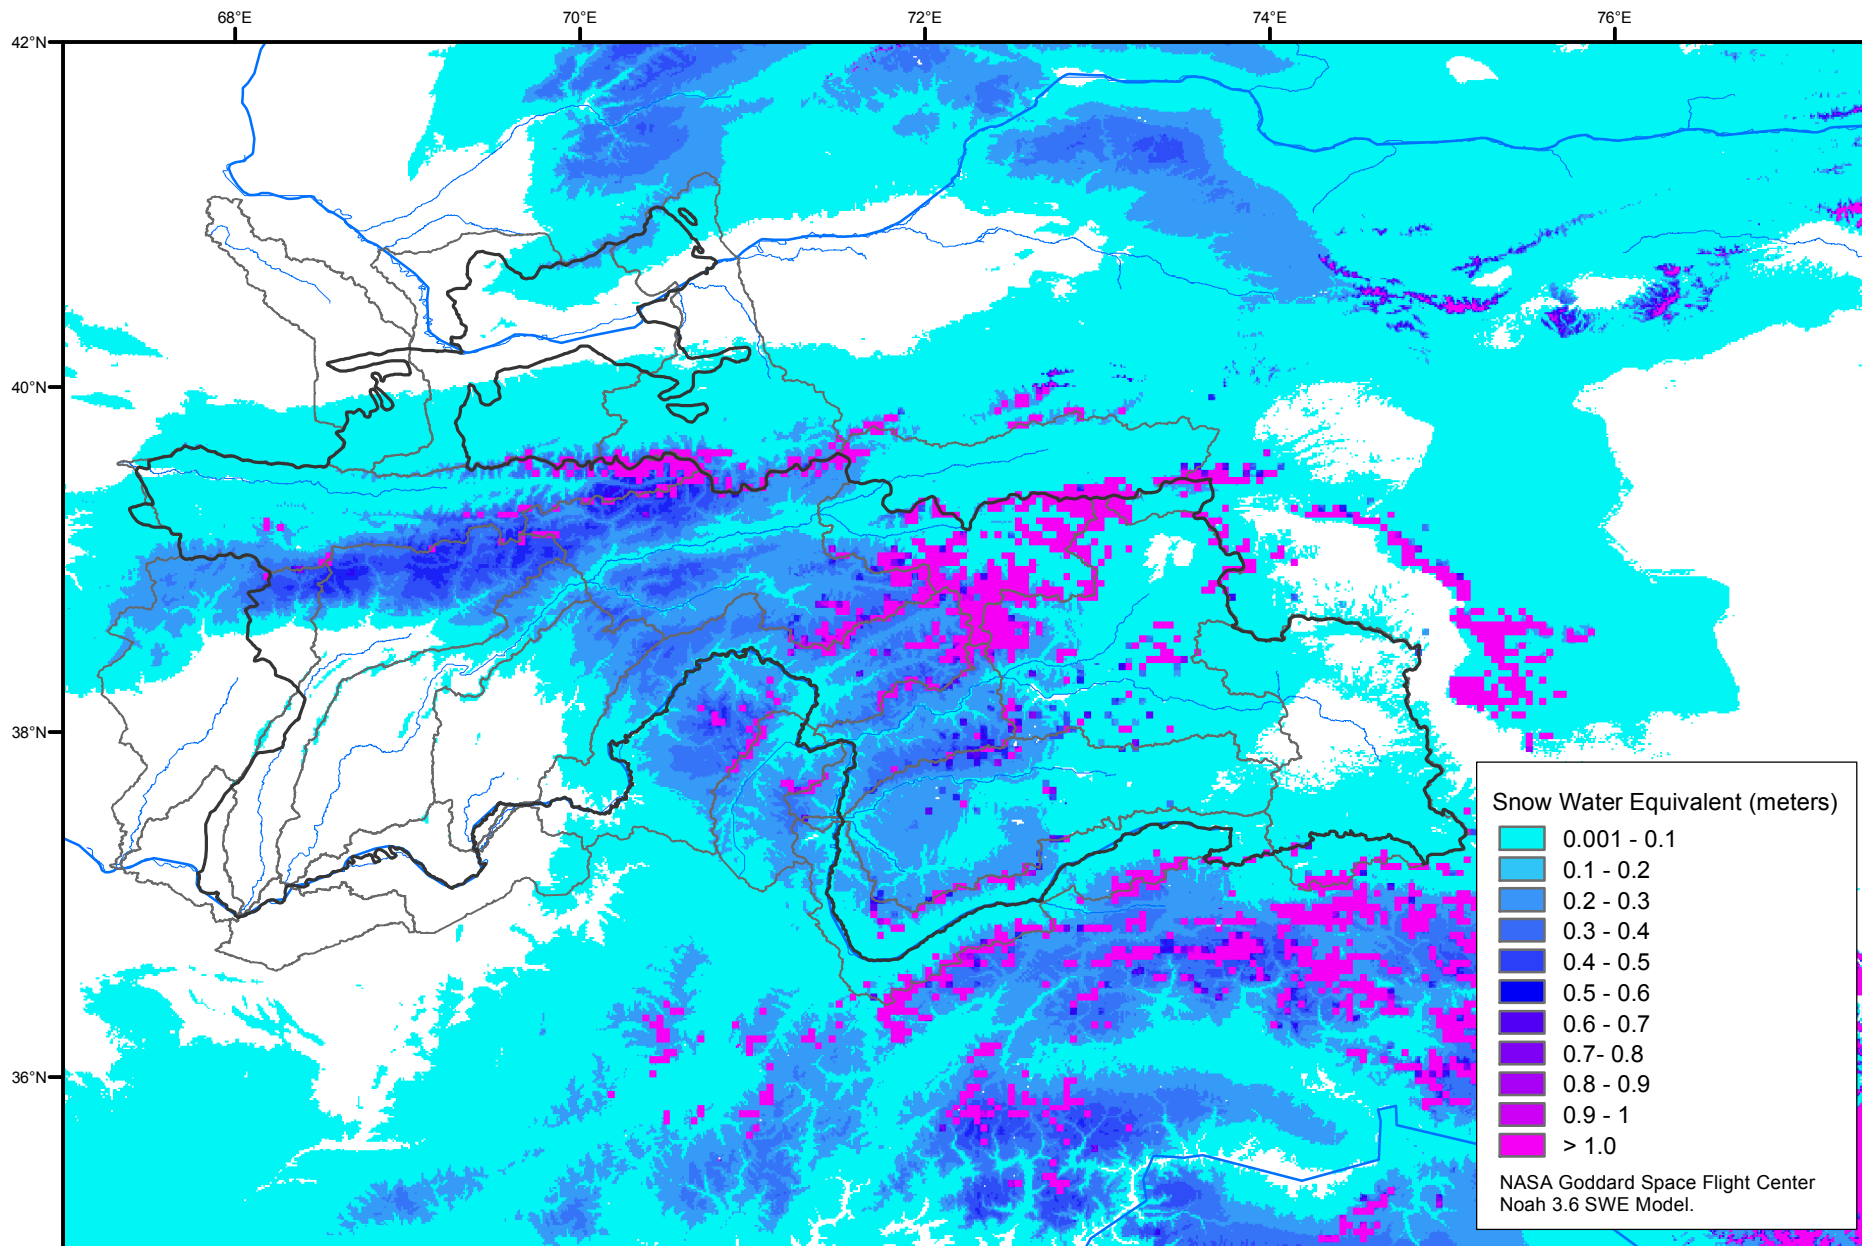 68°E
70°E
72°E
74°E
76°E
42°N
40°N
38°N
36°N
Snow Water Equivalent (meters)
0.001 - 0.1
0.1 - 0.2
0.2 - 0.3
0.3 - 0.4
0.4 - 0.5
0.5 - 0.6
0.6 - 0.7
0.7- 0.8
0.8 - 0.9
0.9 - 1
> 1.0
NASA Goddard Space Flight Center
Noah 3.6 SWE Model.